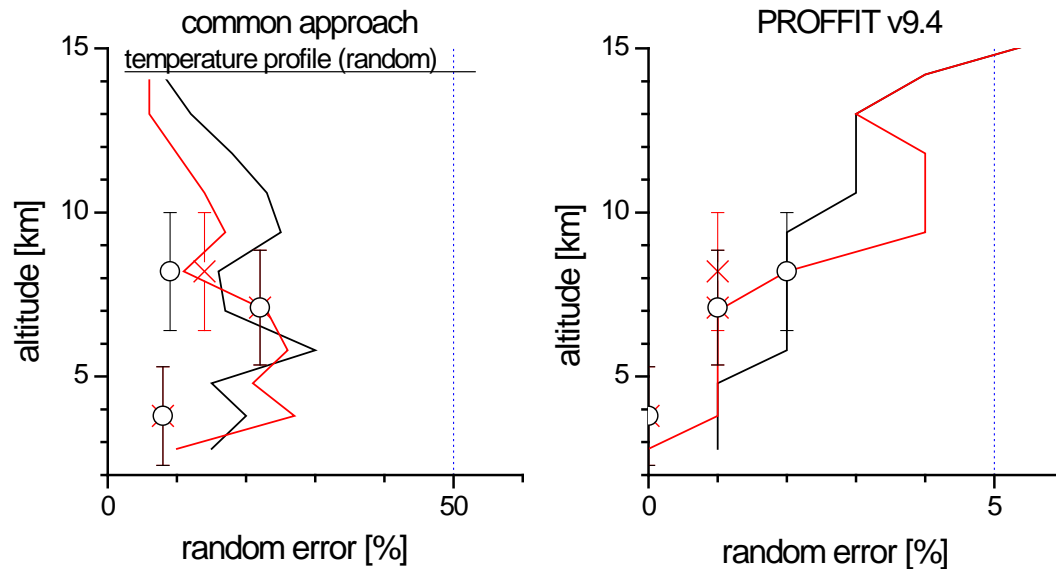 common approach
temperature profile (random)
15
10
5
altitude [km]
0
50
random error [%]
PROFFIT v9.4
15
10
5
altitude [km]
0
5
random error [%]